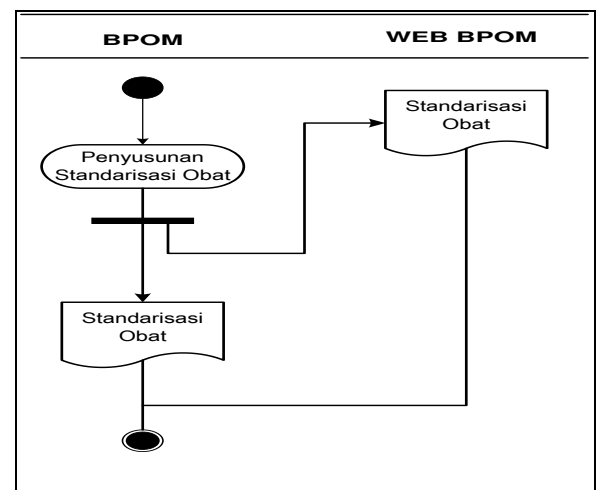 BPOM
WEB BPOM
Standarisasi
Obat
Penyusunan
Standarisasi Obat
Standarisasi
Obat